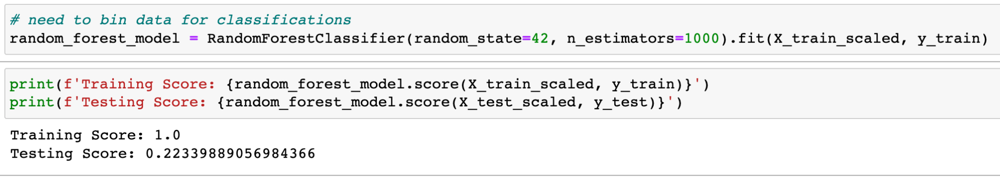 # need to bin data for classifications
random_forest_model = RandomForestClassifier(random_state=42, n_estimators=1000).fit(X_train_scaled, y_train)
print(f'Training Score: {random_forest_model.score(X_train_scaled, y_train)}')
print(f'Testing Score: {random_forest_model.score(X_test_scaled, y_test)}')
Training Score: 1.0
Testing Score: 0.22339889056984366